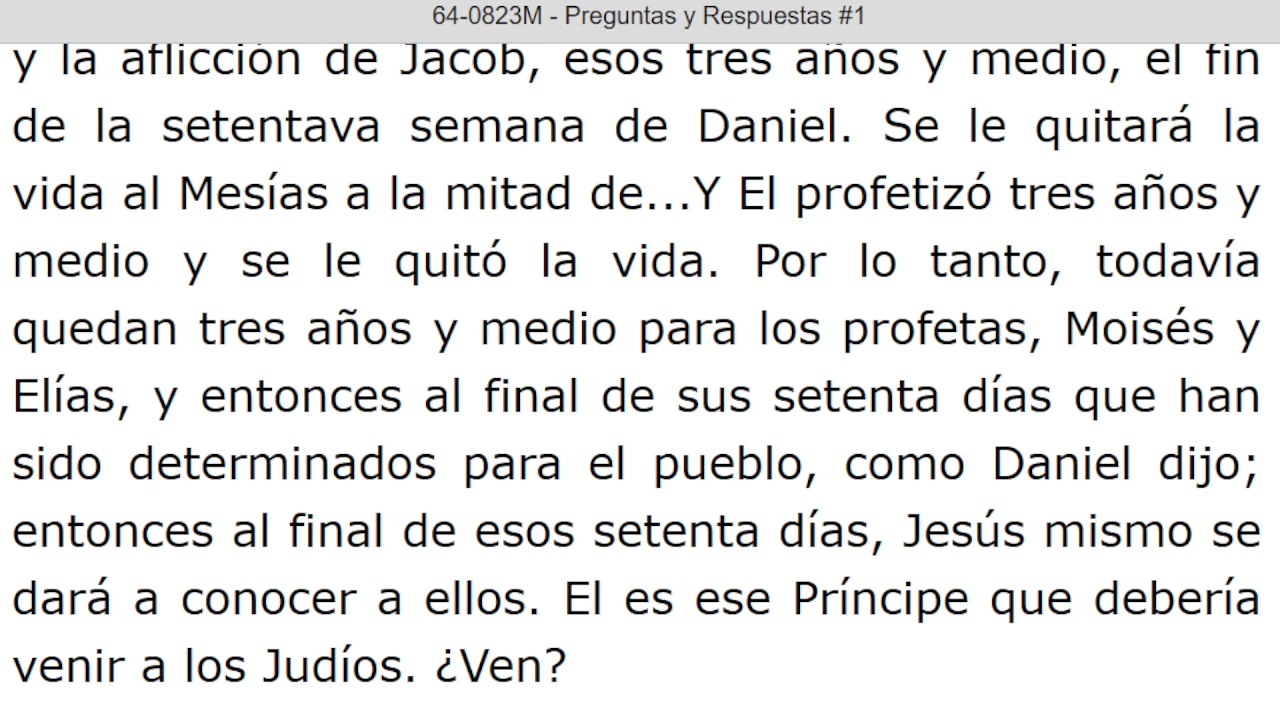 64-0823M - Preguntas y Respuestas #1
y la aflicción de Jacob, esos tres años y medio, el fin
de la setentava semana de Daniel. Se le quitará la
vida al Mesías a la mitad de...Y El profetizó tres años y
medio y se le quitó la vida. Por lo tanto, todavía
quedan tres años y medio para los profetas, Moisés y
Elías, y entonces al final de sus setenta días que han
sido determinados para el pueblo, como Daniel dijo;
entonces al final de esos setenta días, Jesús mismo se
dará a conocer a ellos. El es ese Príncipe que debería
venir a los Judíos. ¿Ven?